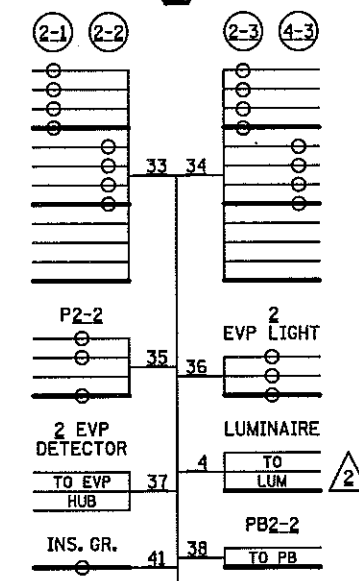 2-1 2-2 2-3 4-3
33 34
P2-2
2
EVP LIGHT
35 36
2 EVP
DETECTOR
LUMINAIRE
TO EVP
HUB
37
4
TO
LUM
2
PB2-2
INS. GR.
41
38
TO PB